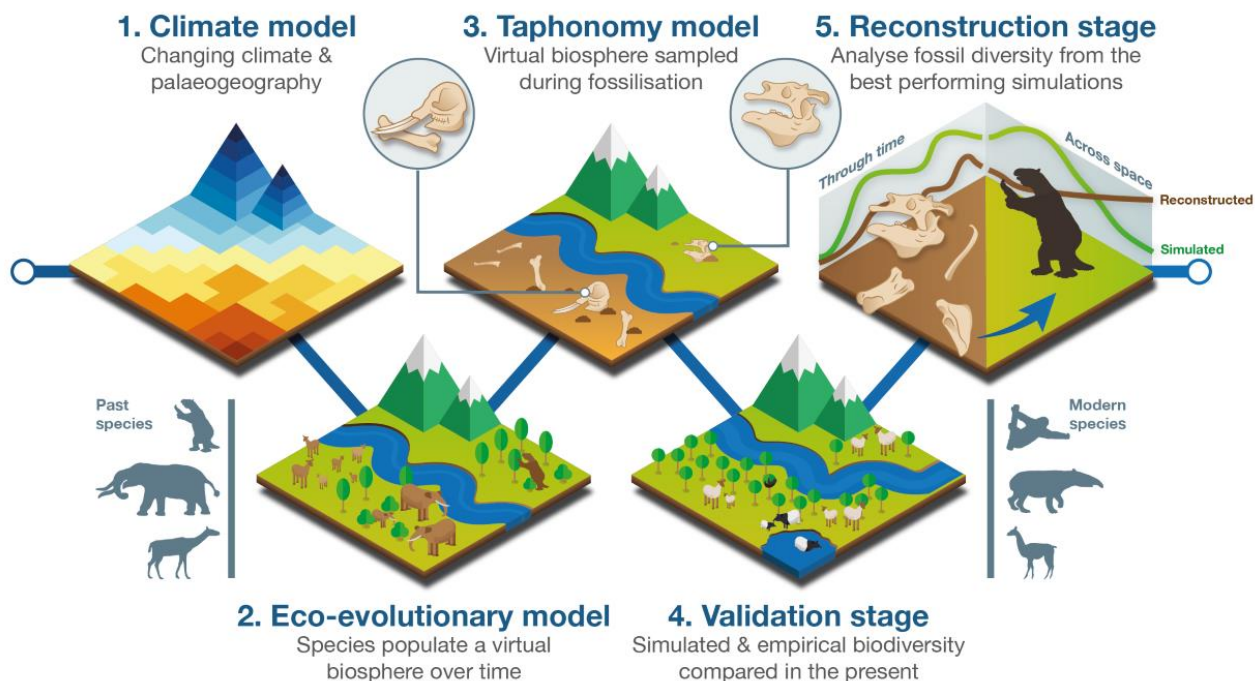 1. Climate model
Changing climate &
palaeogeography
3. Taphonomy model
Virtual biosphere sampled
during fossilisation
5. Reconstruction stage
Analyse fossil diversity from the
best performing simulations
Through time
Across space
Reconstructed
Simulated
Past
species
Modern
species
2. Eco-evolutionary model
Species populate a virtual
biosphere over time
4. Validation stage
Simulated & empirical biodiversity
compared in the present